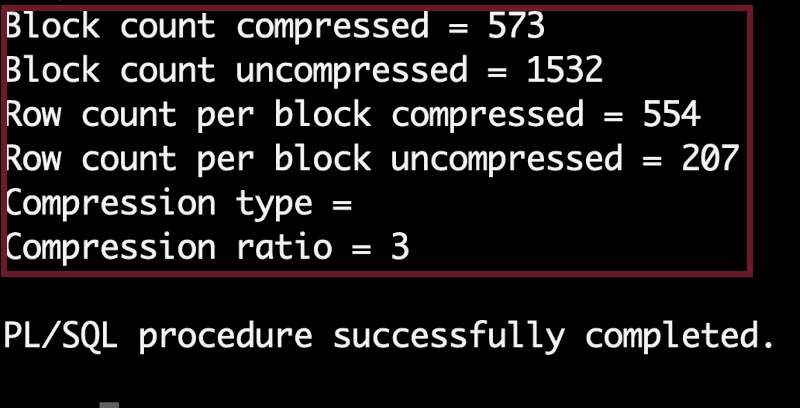 Block count compressed = 573
Block count uncompressed = 1532
Row count per block compressed = 554
Row count per block uncompressed = 207
Compression type =
Compression ratio = 3
PL/SQL procedure successfully completed.